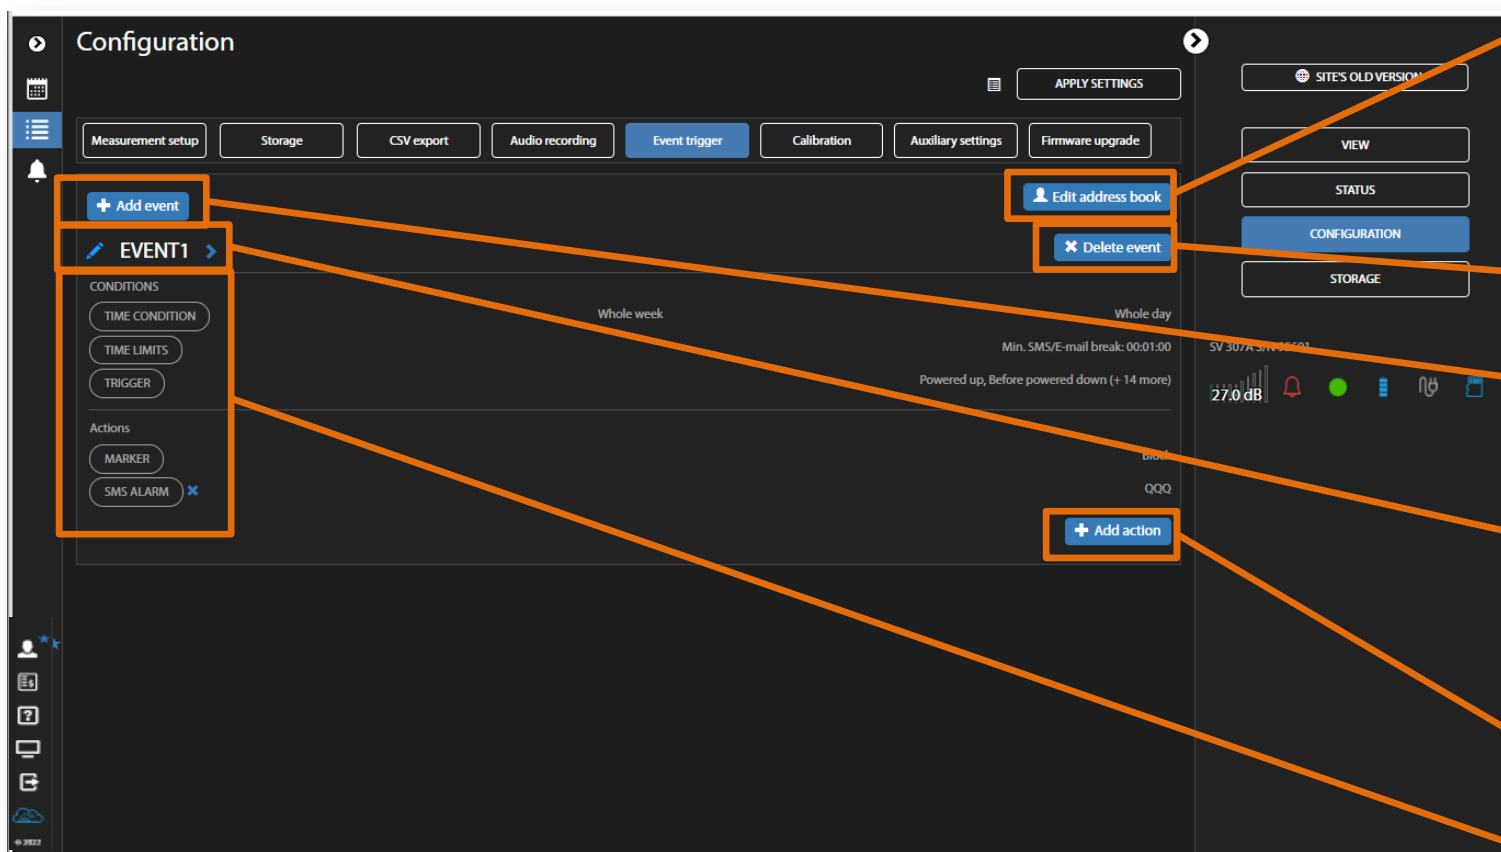 Configuration
APPLY SETTINGS
SITE'S OLD VERSION
Measurement setup Storage CSV export Audio recording Event trigger Calibration Auxiliary settings Firmware upgrade
VIEW
Add event
Edit address book
STATUS
EVENT1
Delete event
CONFIGURATION
CONDITIONS
STORAGE
TIME CONDITION Whole week Whole day
TIME LIMITS Min. SMS/E-mail break: 00:01:00
SV 307A S/N
TRIGGER Powered up, Before powered down (+ 14 more)
27.0 dB
Actions
MARKER
SMS ALARM QQQ
Add action
© 2022